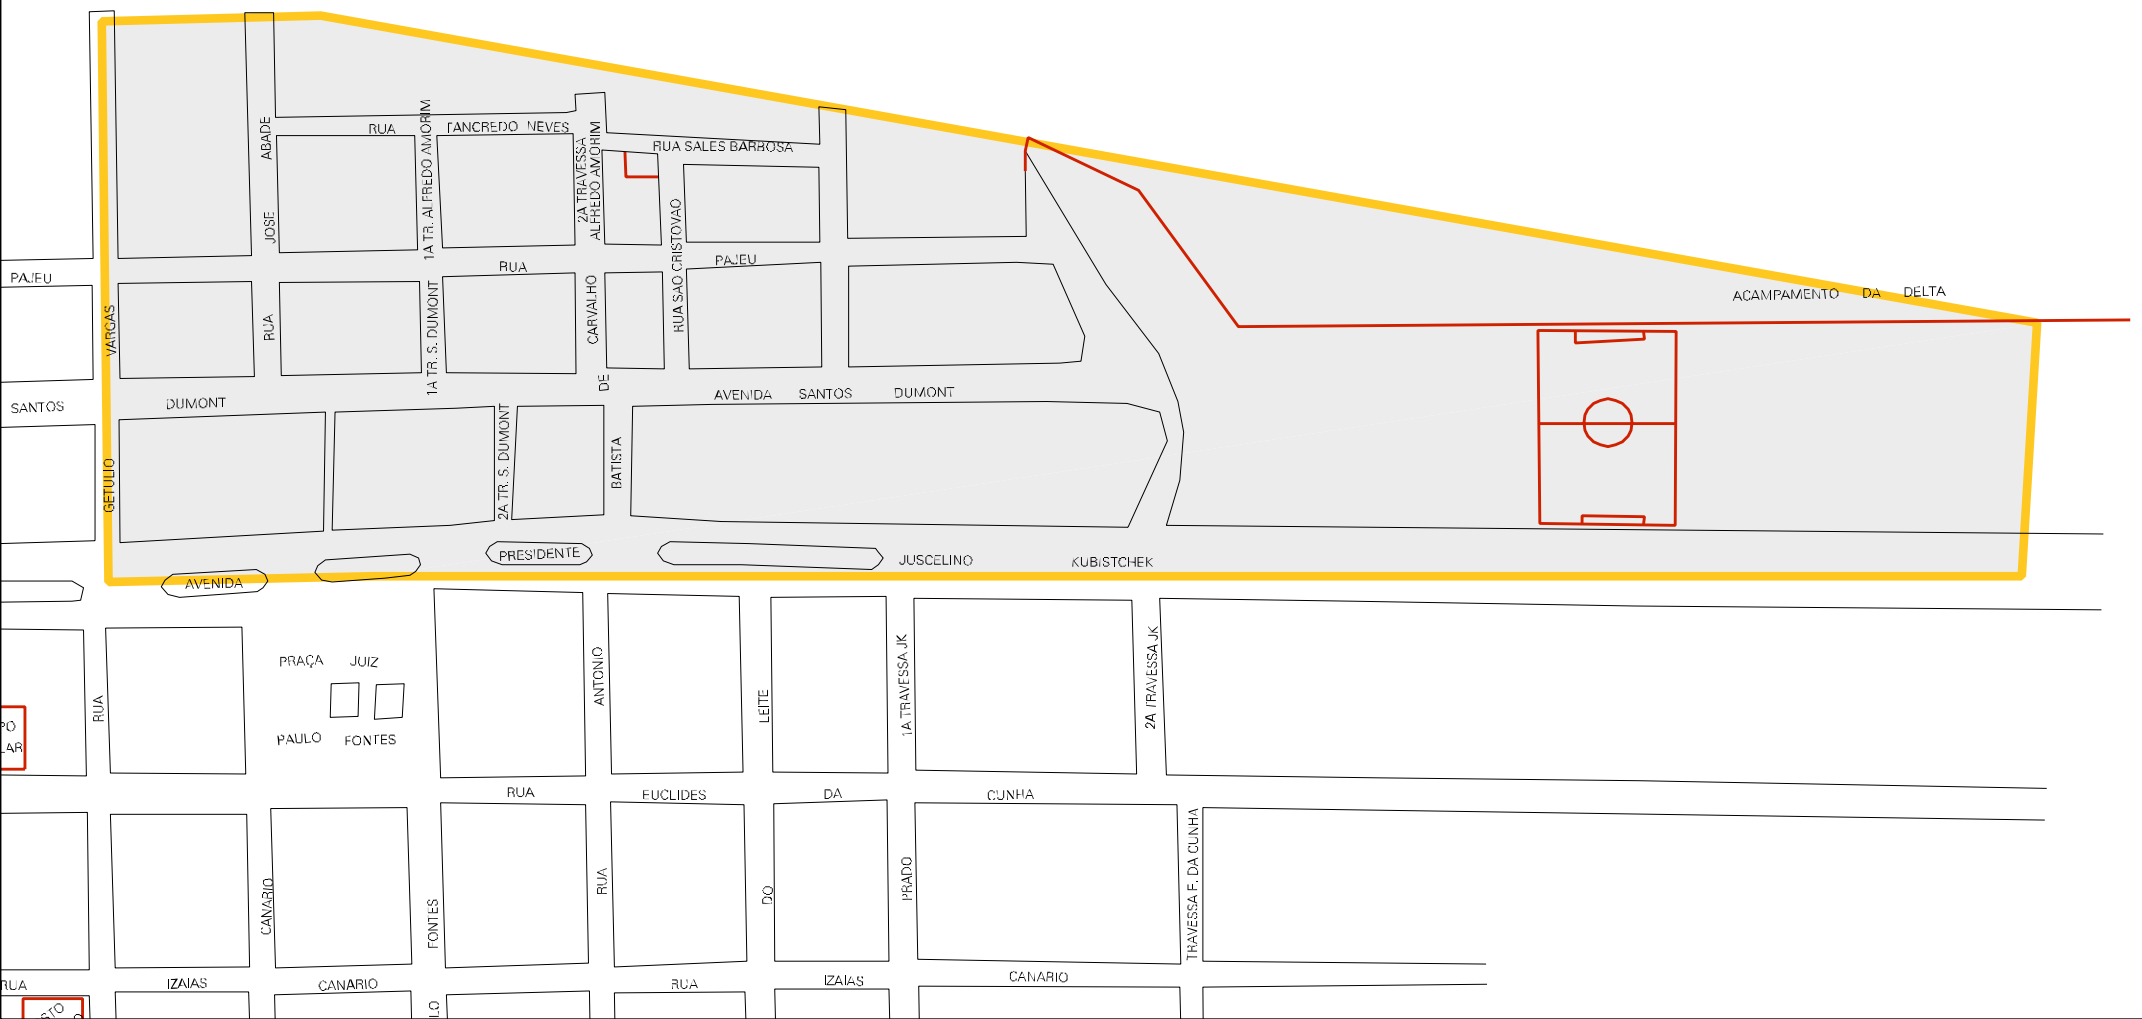 RUA TANCREDO NEVES
RUA SALES BARBOSA
JOSE ABADE
1A TR. ALFREDO AMORIM
2A TRAVESSA
ALFREDO AMORIM
RUA SAO CRISTOVAO
PAJEU
RUA PAJEU
ACAMPAMENTO DA DELTA
VARGAS
RUA
1A TR. S. DUMONT
CARVALHO
DE
SANTOS DUMONT
AVENIDA SANTOS DUMONT
GETULIO
2A TR. S. DUMONT
BATISTA
AVENIDA PRESIDENTE JUSCELINO KUBISTCHEK
PRAÇA JUIZ
PAULO FONTES
RUA
ANTONIO
LEITE
1A TRAVESSA JK
2A TRAVESSA JK
PO
LAR
RUA EUCLIDES DA CUNHA
CANARIO
FONTES
RUA
DO
PRADO
TRAVESSA F. DA CUNHA
RUA IZAIAS CANARIO RUA IZAIAS CANARIO
STO
O
LO